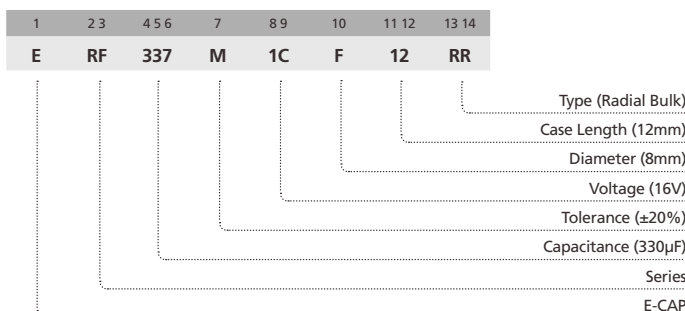 1 2 3 4 5 6 7 8 9 10 11 12 13 14
E RF 337 M 1C F 12 RR
Type (Radial Bulk)
Case Length (12mm)
Diameter (8mm)
Voltage (16V)
Tolerance (±20%)
Capacitance (330µF)
Series
E-CAP